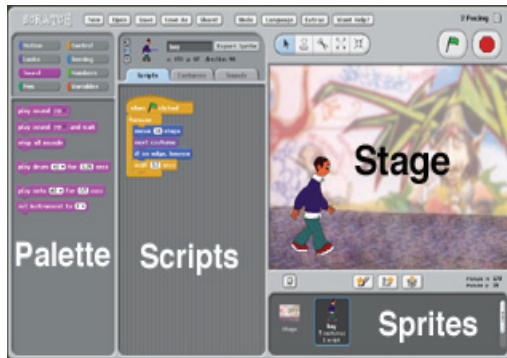 SCRATCH New Open Save Save As Share! Undo Language Extras Want Help?
Motion Control
Looks Sensing
Sound Numbers
Pen Variables
boy Export Sprite
Scripts Costumes Sounds
play sound
play sound and wait
stop all sounds
play drum for secs
play note for secs
set instrument to
when clicked
forever
move 10 steps
next costume
if on edge, bounce
wait secs
Stage
Palette
Scripts
Stage
boy
1 script
Sprites